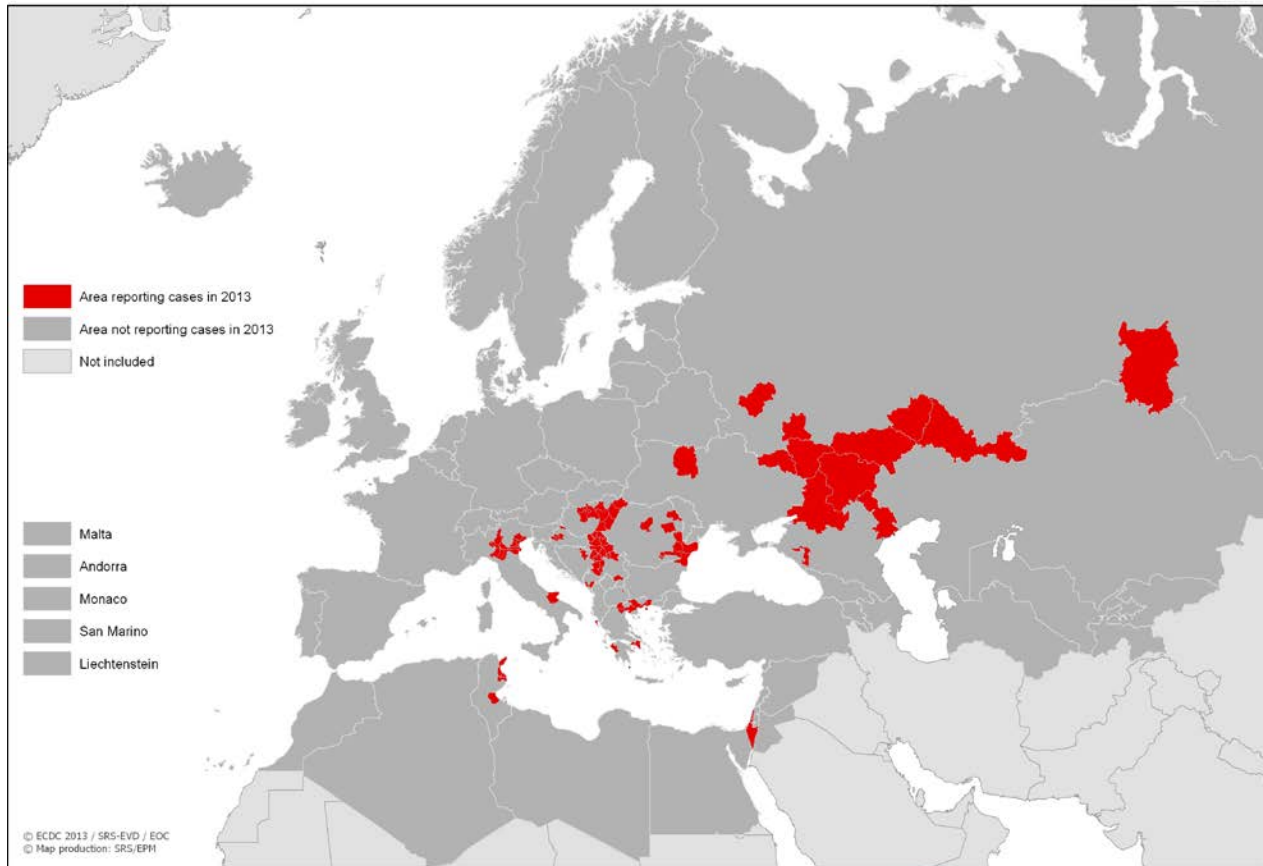 Area reporting cases in 2013
Area not reporting cases in 2013
Not included
Malta
Andorra
Monaco
San Marino
Liechtenstein
© ECDC 2013 / SRS-EVD / EOC
© Map production: SRS/EPM